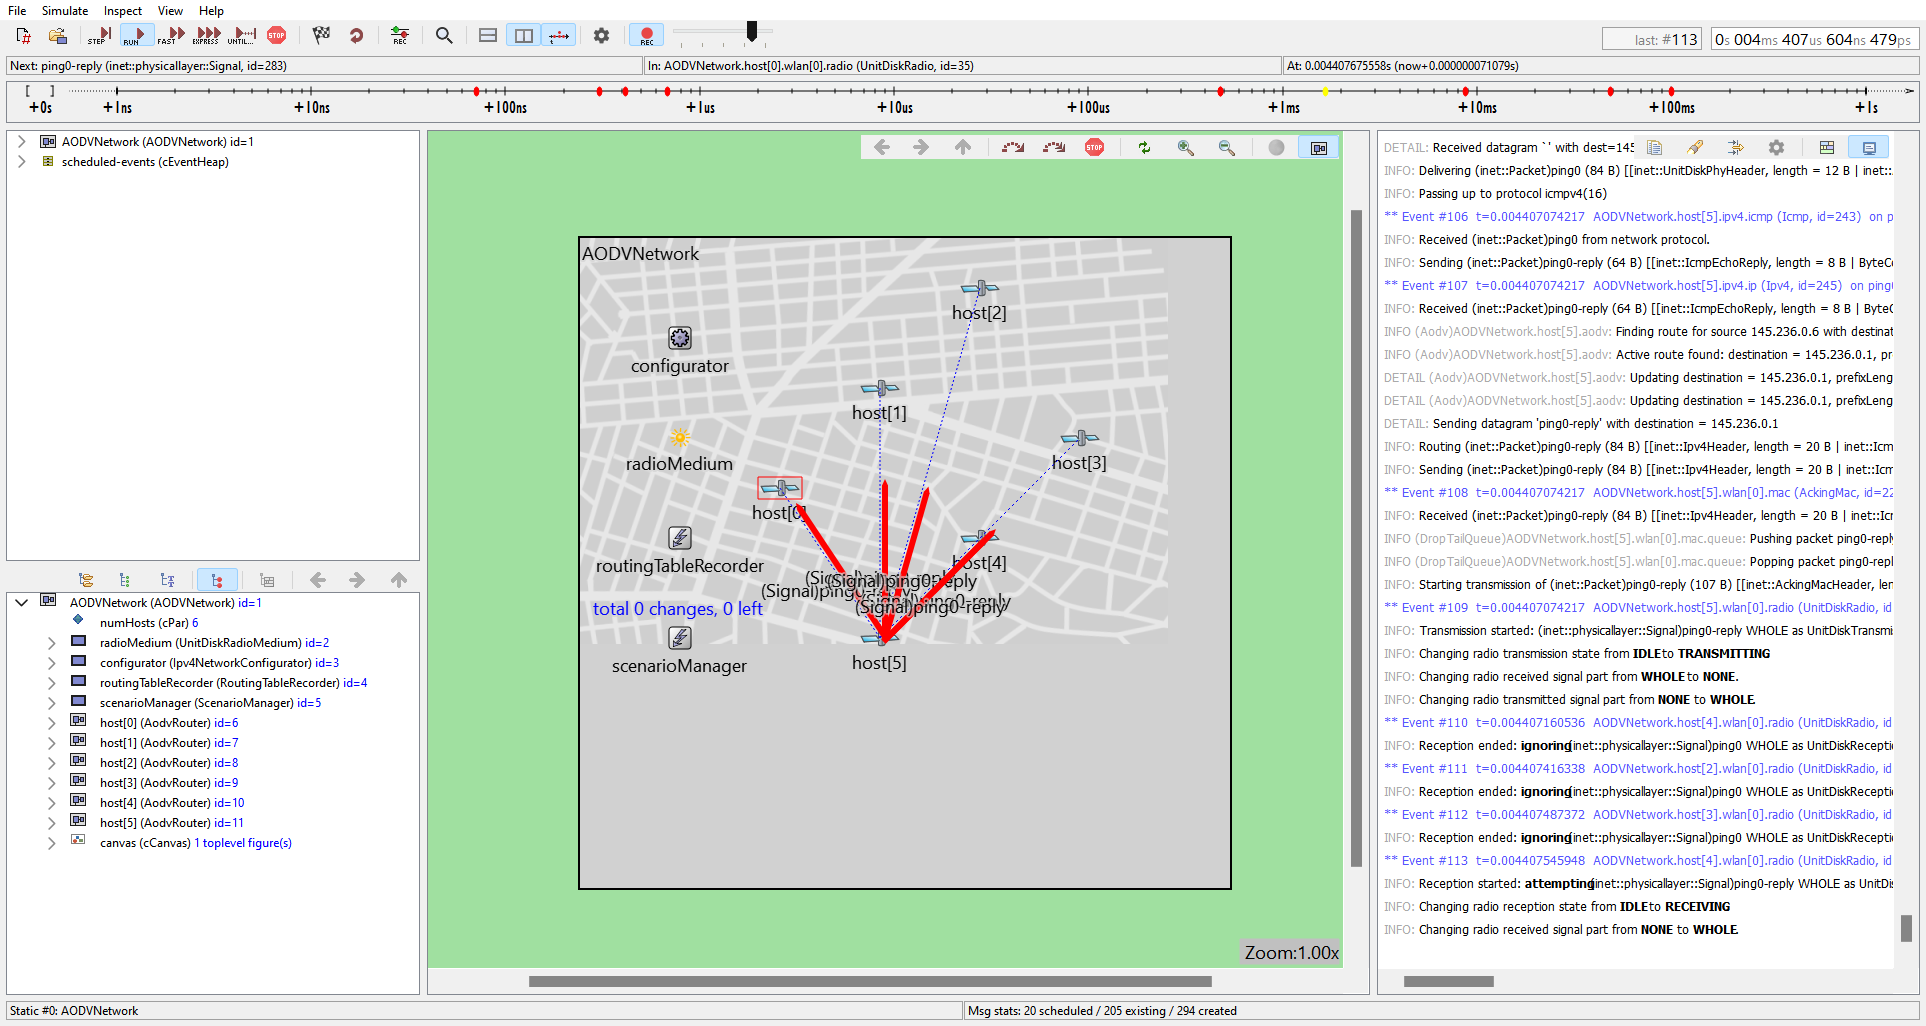 File Simulate Inspect View Help
STEP RUN FAST EXPRESS UNTIL... STOP REC REC
last: #113 0s 004ms 407us 604ns 479ps
Next: ping0-reply (inet::physicallayer::Signal, id=283) In: AODVNetwork.host[0].wlan[0].radio (UnitDiskRadio, id=35) At: 0.004407675558s (now+0.000000071079s)
+0s +1ns +10ns +100ns +1us +10us +100us +1ms +10ms +100ms +1s
AODVNetwork (AODVNetwork) id=1
scheduled-events (cEventHeap)
AODVNetwork (AODVNetwork) id=1
numHosts (cPar) 6
radioMedium (UnitDiskRadioMedium) id=2
configurator (Ipv4NetworkConfigurator) id=3
routingTableRecorder (RoutingTableRecorder) id=4
scenarioManager (ScenarioManager) id=5
host[0] (AodvRouter) id=6
host[1] (AodvRouter) id=7
host[2] (AodvRouter) id=8
host[3] (AodvRouter) id=9
host[4] (AodvRouter) id=10
host[5] (AodvRouter) id=11
canvas (cCanvas) 1 toplevel figure(s)
STOP
AODVNetwork
host[2]
configurator
host[1]
radioMedium
host[3]
host[0]
routingTableRecorder
host[4]
(Signal)ping0-reply
(Signal)ping0-reply
total 0 changes, 0 left
host[5]
scenarioManager
Zoom:1.00x
DETAIL: Received datagram `' with dest=145
INFO: Delivering (inet::Packet)ping0 (84 B) [[inet::UnitDiskPhyHeader, length = 12 B | inet:
INFO: Passing up to protocol icmpv4(16)
** Event #106 t=0.004407074217 AODVNetwork.host[5].ipv4.icmp (Icmp, id=243) on p
INFO: Received (inet::Packet)ping0 from network protocol.
INFO: Sending (inet::Packet)ping0-reply (64 B) [[inet::IcmpEchoReply, length = 8 B | ByteC
** Event #107 t=0.004407074217 AODVNetwork.host[5].ipv4.ip (Ipv4, id=245) on ping
INFO: Received (inet::Packet)ping0-reply (64 B) [[inet::IcmpEchoReply, length = 8 B | ByteC
INFO (Aodv)AODVNetwork.host[5].aodv: Finding route for source 145.236.0.6 with destinat
INFO (Aodv)AODVNetwork.host[5].aodv: Active route found: destination = 145.236.0.1, pr
DETAIL (Aodv)AODVNetwork.host[5].aodv: Updating destination = 145.236.0.1, prefixLeng
DETAIL (Aodv)AODVNetwork.host[5].aodv: Updating destination = 145.236.0.1, prefixLeng
DETAIL: Sending datagram 'ping0-reply' with destination = 145.236.0.1
INFO: Routing (inet::Packet)ping0-reply (84 B) [[inet::Ipv4Header, length = 20 B | inet::Icm
INFO: Sending (inet::Packet)ping0-reply (84 B) [[inet::Ipv4Header, length = 20 B | inet::Icm
** Event #108 t=0.004407074217 AODVNetwork.host[5].wlan[0].mac (AckingMac, id=22
INFO: Received (inet::Packet)ping0-reply (84 B) [[inet::Ipv4Header, length = 20 B | inet::Icr
INFO (DropTailQueue)AODVNetwork.host[5].wlan[0].mac.queue: Pushing packet ping0-reply
INFO (DropTailQueue)AODVNetwork.host[5].wlan[0].mac.queue: Popping packet ping0-repl
INFO: Starting transmission of (inet::Packet)ping0-reply (107 B) [[inet::AckingMacHeader, len
** Event #109 t=0.004407074217 AODVNetwork.host[5].wlan[0].radio (UnitDiskRadio, id
INFO: Transmission started: (inet::physicallayer::Signal)ping0-reply WHOLE as UnitDiskTransmi
INFO: Changing radio transmission state from IDLE to TRANSMITTING
INFO: Changing radio received signal part from WHOLE to NONE.
INFO: Changing radio transmitted signal part from NONE to WHOLE.
** Event #110 t=0.004407160536 AODVNetwork.host[4].wlan[0].radio (UnitDiskRadio, id
INFO: Reception ended: ignoring (inet::physicallayer::Signal)ping0 WHOLE as UnitDiskRecepti
** Event #111 t=0.004407416338 AODVNetwork.host[2].wlan[0].radio (UnitDiskRadio, id
INFO: Reception ended: ignoring (inet::physicallayer::Signal)ping0 WHOLE as UnitDiskRecepti
** Event #112 t=0.004407487372 AODVNetwork.host[3].wlan[0].radio (UnitDiskRadio, id
INFO: Reception ended: ignoring (inet::physicallayer::Signal)ping0 WHOLE as UnitDiskRecepti
** Event #113 t=0.004407545948 AODVNetwork.host[4].wlan[0].radio (UnitDiskRadio, id
INFO: Reception started: attempting (inet::physicallayer::Signal)ping0-reply WHOLE as UnitDis
INFO: Changing radio reception state from IDLE to RECEIVING
INFO: Changing radio received signal part from NONE to WHOLE.
Static #0: AODVNetwork Msg stats: 20 scheduled / 205 existing / 294 created